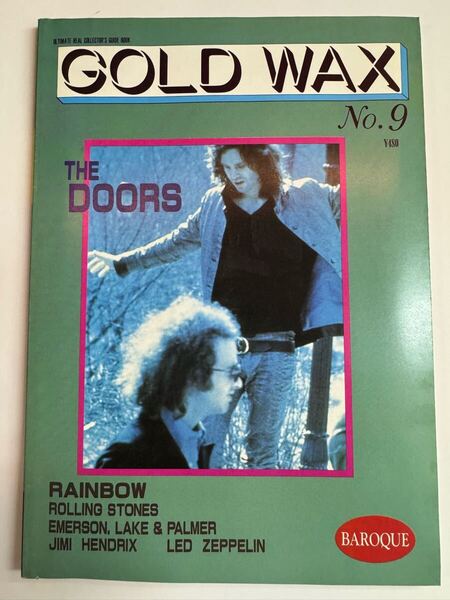 ULTIMATE REAL COLLECTOR'S GUIDE BOOK
GOLD WAX
No. 9
¥480
THE
DOORS
RAINBOW
ROLLING STONES
EMERSON, LAKE & PALMER
JIMI HENDRIX LED ZEPPELIN
BAROQUE